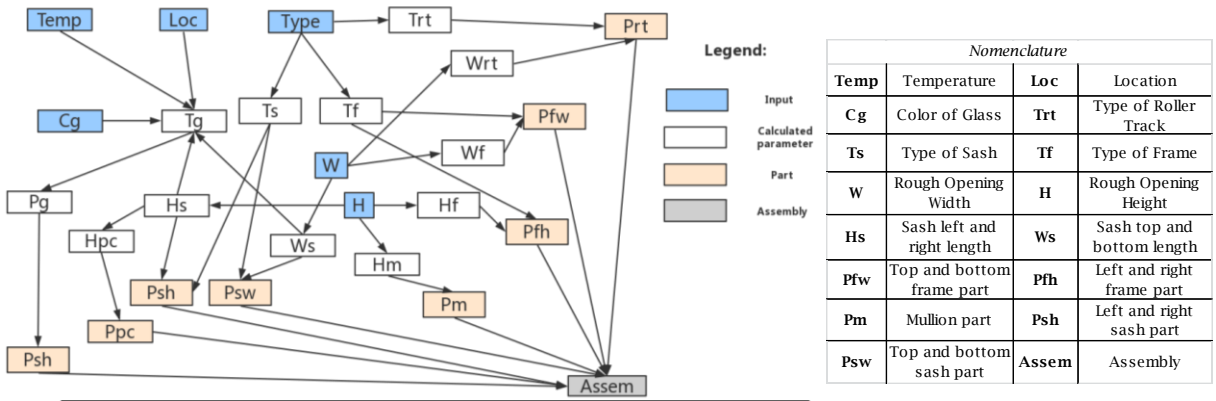 Temp
Loc
Type
Trt
Prt
Wrt
Legend:
Input
Ts
Tf
Pfw
Cg
Tg
Calculated
parameter
Wf
W
Part
Pg
Hs
H
Hf
Assembly
Hpc
Ws
Pfh
Hm
Psh
Psw
Pm
Ppc
Psh
Assem
Nomenclature
Temp Temperature Loc Location
Cg Color of Glass Trt Type of Roller
Track
Ts Type of Sash Tf Type of Frame
W Rough Opening
Width H Rough Opening
Height
Hs Sash left and
right length Ws Sash top and
bottom length
Pfw Top and bottom
frame part Pfh Left and right
frame part
Pm Mullion part Psh Left and right
sash part
Psw Top and bottom
sash part Assem Assembly